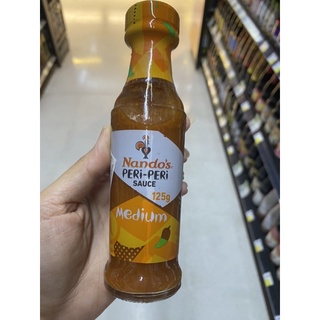 Nando's
PERi-PERi
SAUCE
125g
Medium